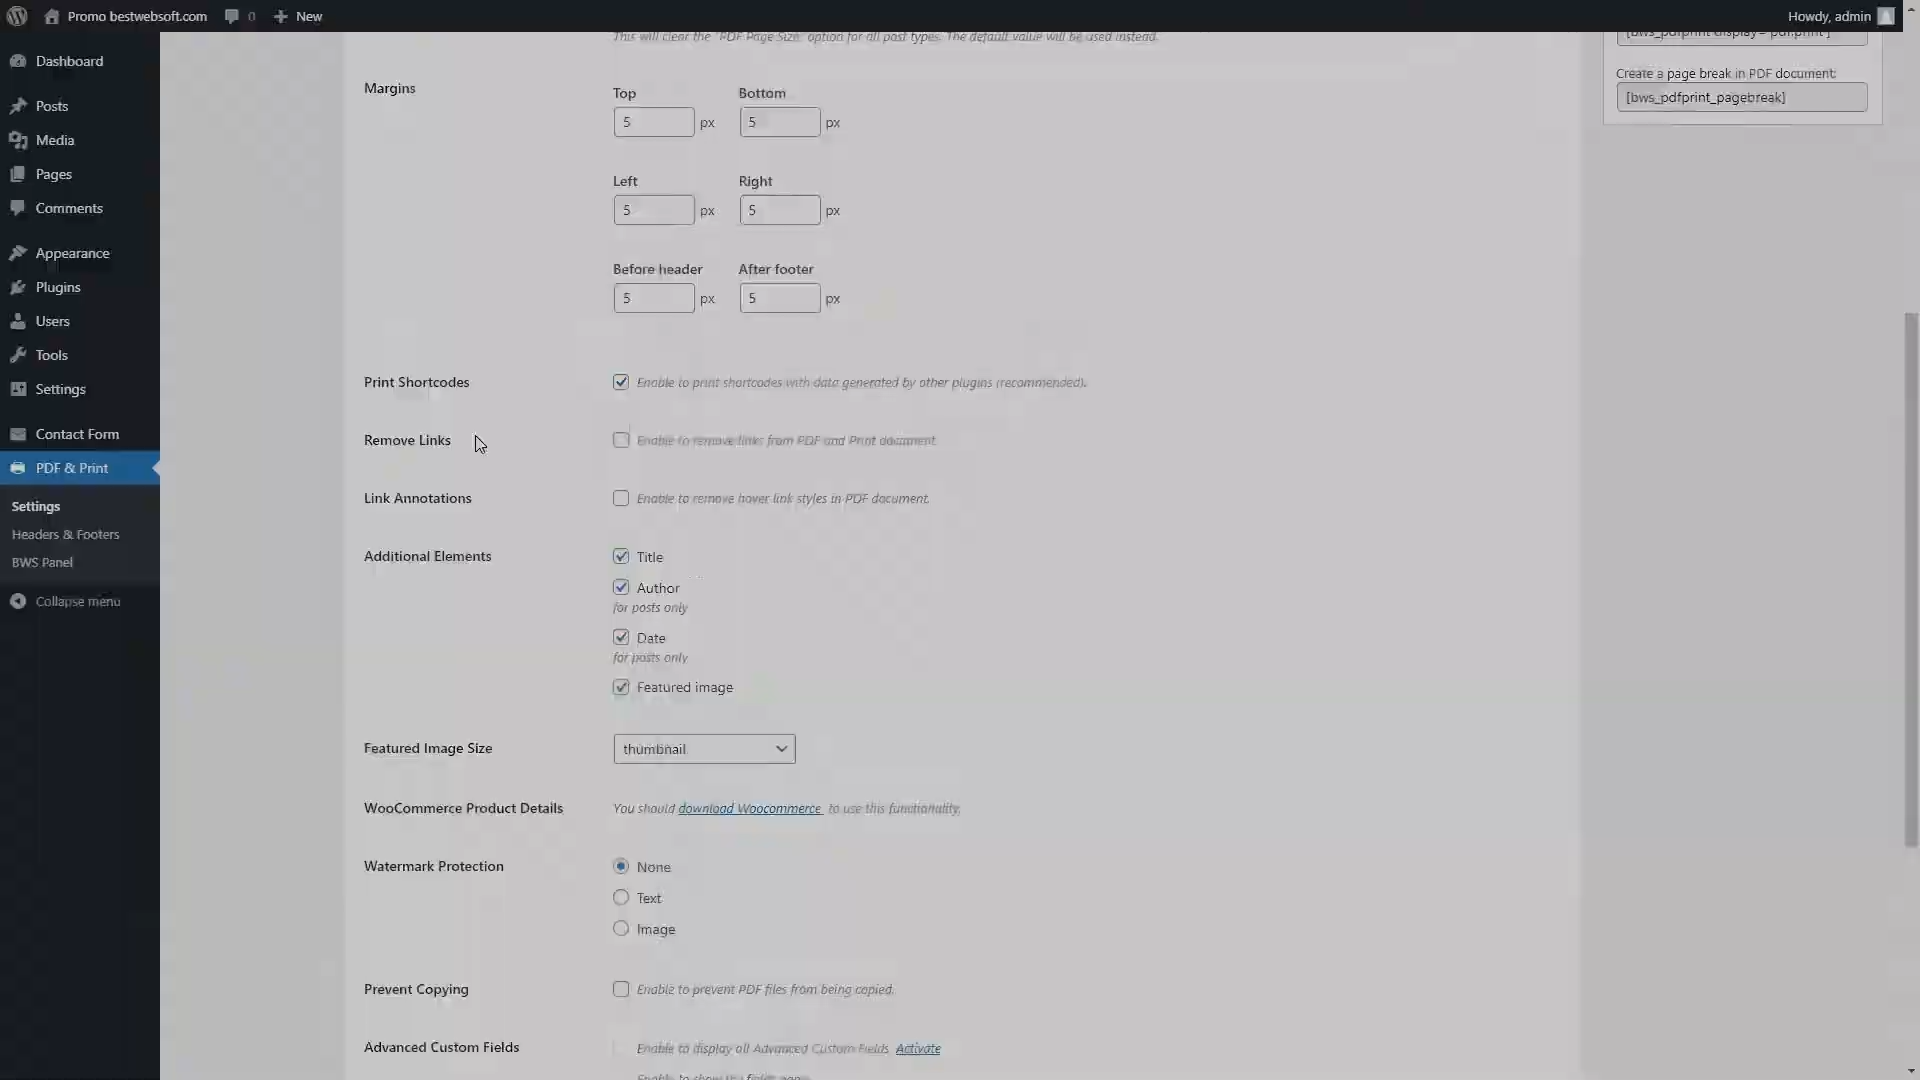 Promo bestwebsoft.com 0 New Howdy, admin
Dashboard
Posts
Media
Pages
Comments
Appearance
Plugins
Users
Tools
Settings
Contact Form
PDF & Print
Settings
Headers & Footers
BWS Panel
Collapse menu
This will clear the "PDF Page Size" option for all post types. The default value will be used instead.
Margins
Top Bottom
5 px 5 px
Left Right
5 px 5 px
Before header After footer
5 px 5 px
Print Shortcodes Enable to print shortcodes with data generated by other plugins (recommended).
Remove Links Enable to remove links from PDF and Print document.
Link Annotations Enable to remove hover link styles in PDF document.
Additional Elements Title
Author
for posts only
Date
for posts only
Featured image
Featured Image Size thumbnail
WooCommerce Product Details You should download Woocommerce to use this functionality.
Watermark Protection None
Text
Image
Prevent Copying Enable to prevent PDF files from being copied.
Advanced Custom Fields Enable to display all Advanced Custom Fields. Activate
[bws_pdfprint display='pdf,print']
Create a page break in PDF document:
[bws_pdfprint_pagebreak]